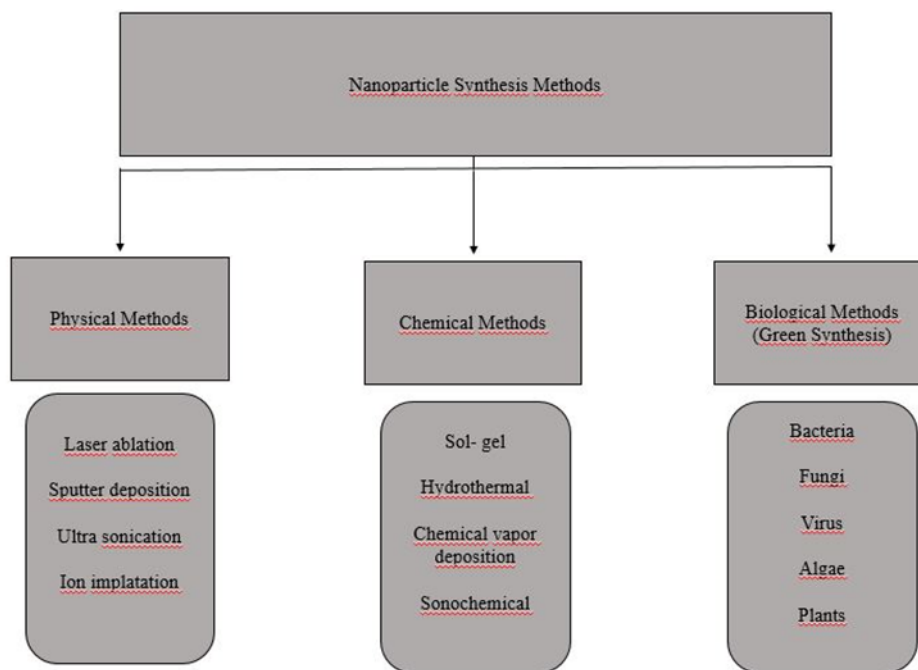 Nanoparticle Synthesis Methods
Physical Methods
Chemical Methods
Biological Methods
(Green Synthesis)
Laser ablation
Sputter deposition
Ultra sonication
Ion implatation
Sol- gel
Hydrothermal
Chemical vapor
deposition
Sonochemical
Bacteria
Fungi
Virus
Algae
Plants